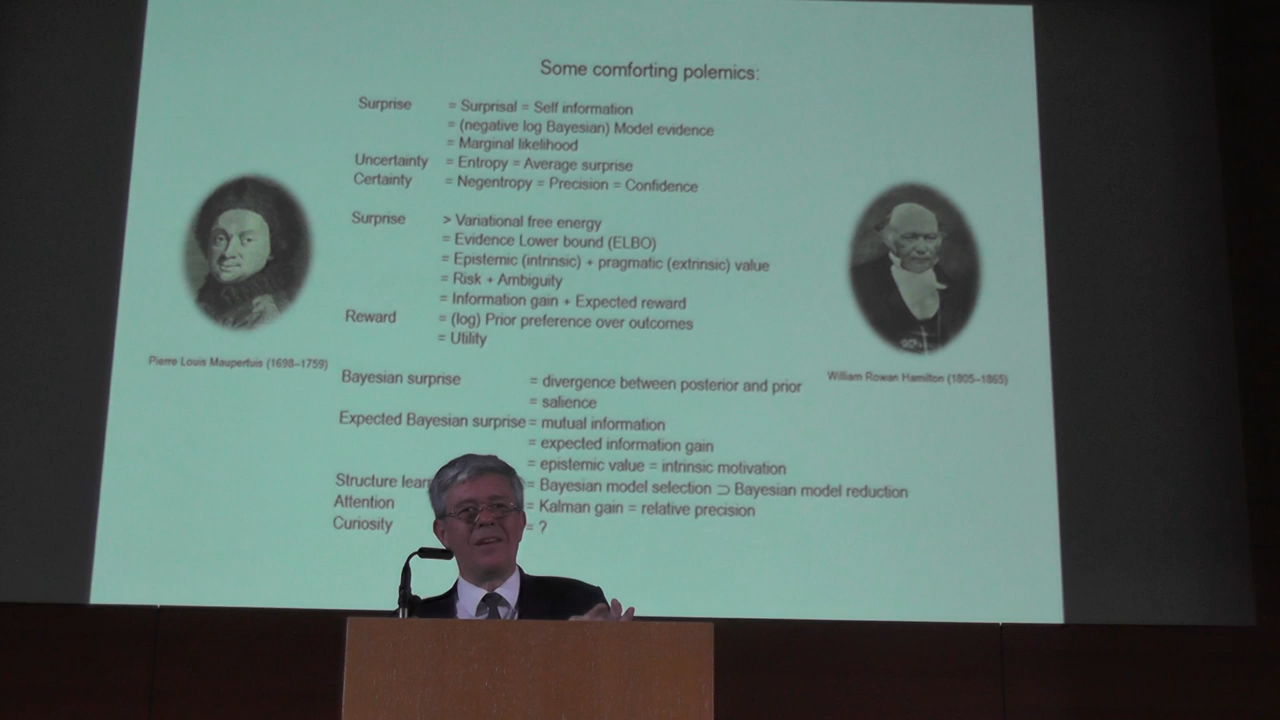 Some comforting polemics:
Surprise = Surprisal = Self information
= (negative log Bayesian) Model evidence
= Marginal likelihood
Uncertainty = Entropy = Average surprise
Certainty = Negentropy = Precision = Confidence
Surprise > Variational free energy
= Evidence Lower bound (ELBO)
= Epistemic (intrinsic) + pragmatic (extrinsic) value
= Risk + Ambiguity
= Information gain + Expected reward
Reward = (log) Prior preference over outcomes
= Utility
Pierre Louis Maupertuis (1698–1759)
William Rowan Hamilton (1805–1865)
Bayesian surprise = divergence between posterior and prior
= salience
Expected Bayesian surprise = mutual information
= expected information gain
= epistemic value = intrinsic motivation
Structure lear = Bayesian model selection ⊃ Bayesian model reduction
Attention = Kalman gain = relative precision
Curiosity = ?